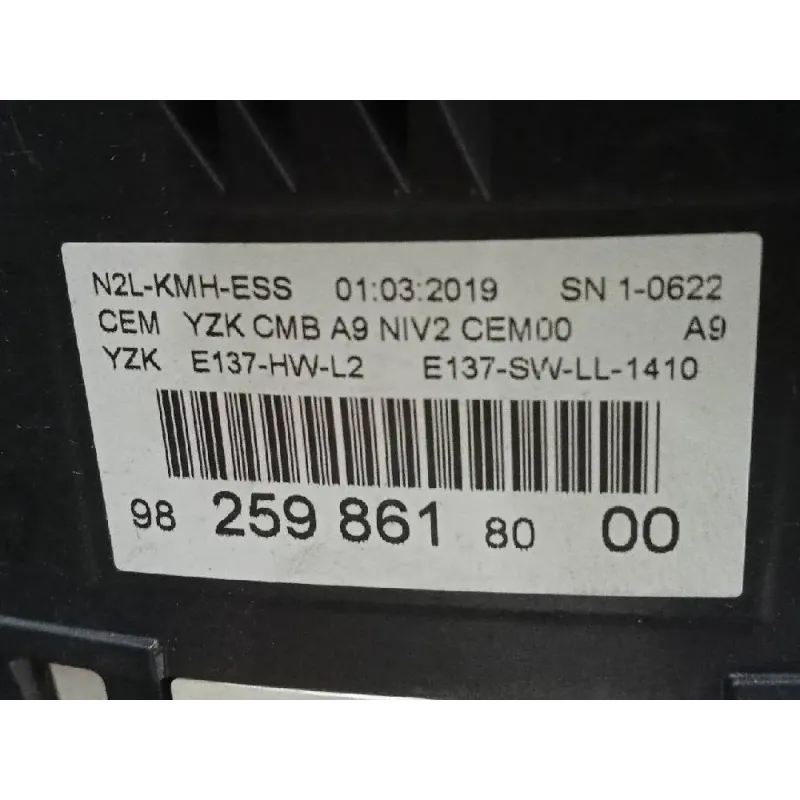 N2L-KMH-ESS 01:03:2019 SN 1-0622
CEM YZK CMB A9 NIV2 CEM00 A9
YZK E137-HW-L2 E137-SW-LL-1410
98 259 861 80 00